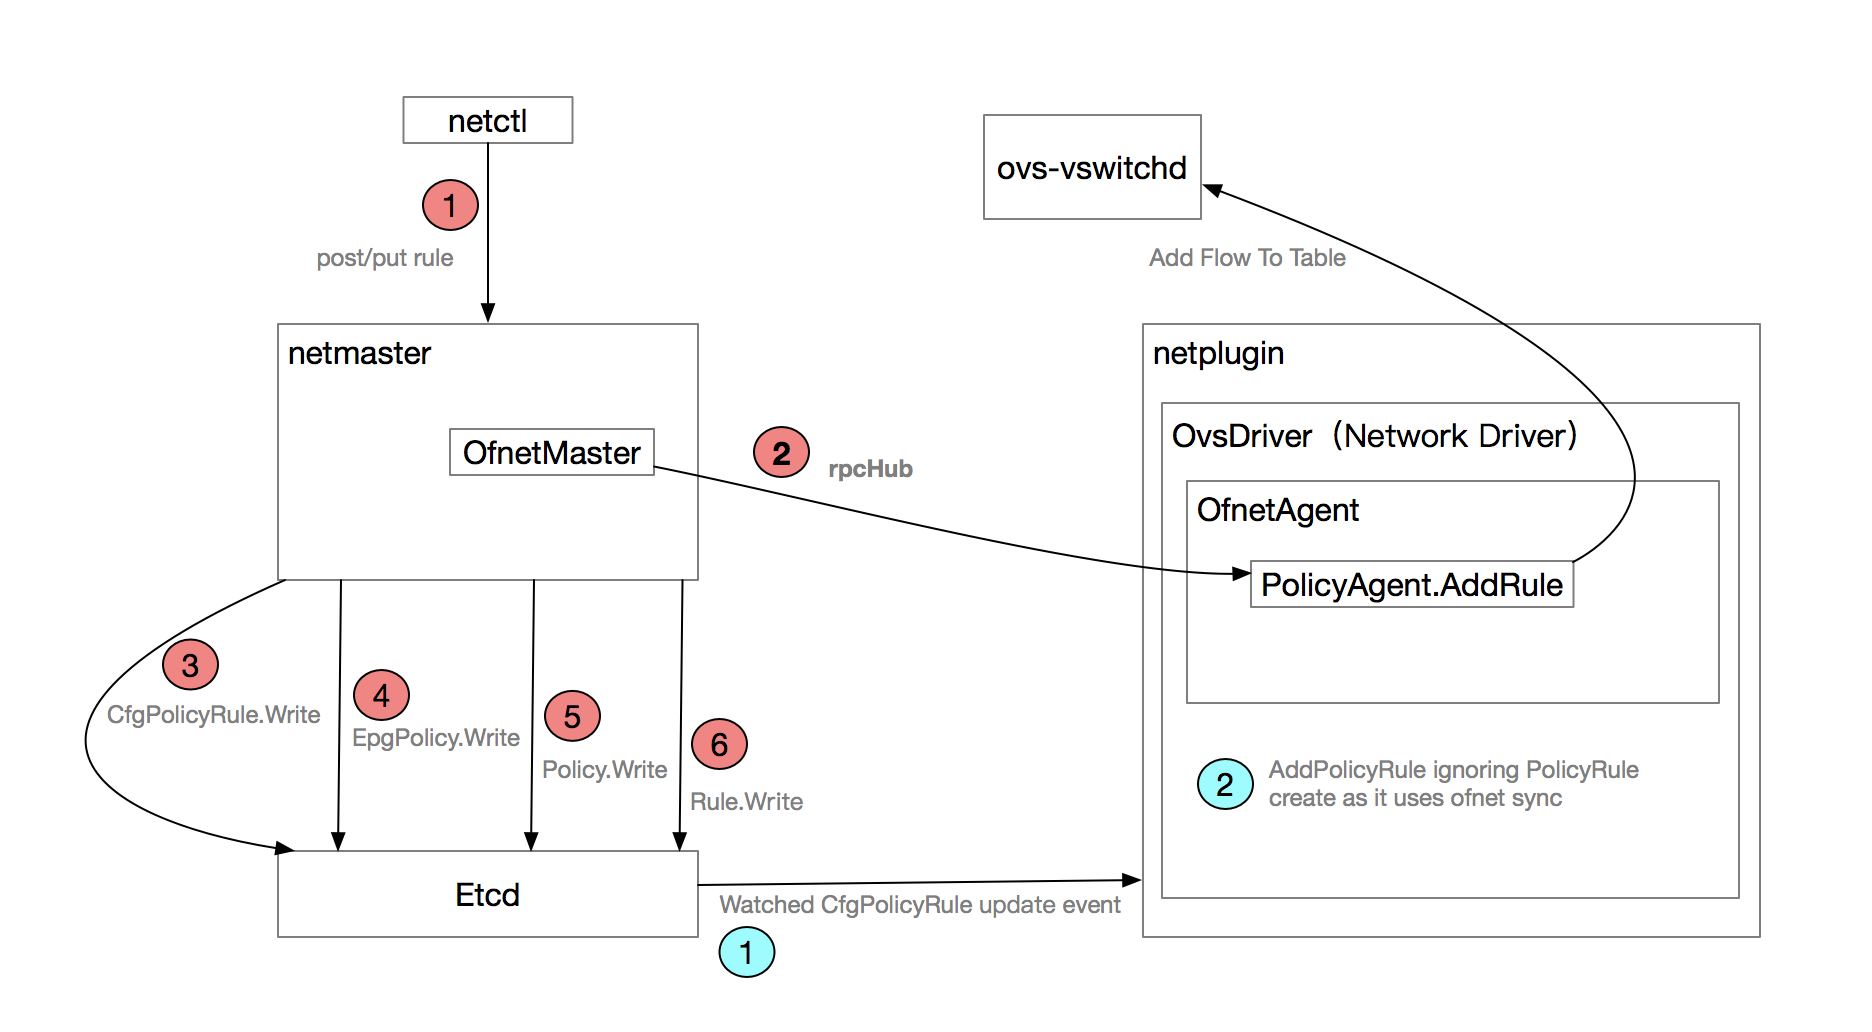 netctl
1
post/put rule
ovs-vswitchd
Add Flow To Table
netmaster
OfnetMaster
2
rpcHub
netplugin
OvsDriver（Network Driver）
OfnetAgent
PolicyAgent.AddRule
3
CfgPolicyRule.Write
4
EpgPolicy.Write
5
Policy.Write
6
Rule.Write
2
AddPolicyRule ignoring PolicyRule
create as it uses ofnet sync
Etcd
Watched CfgPolicyRule update event
1